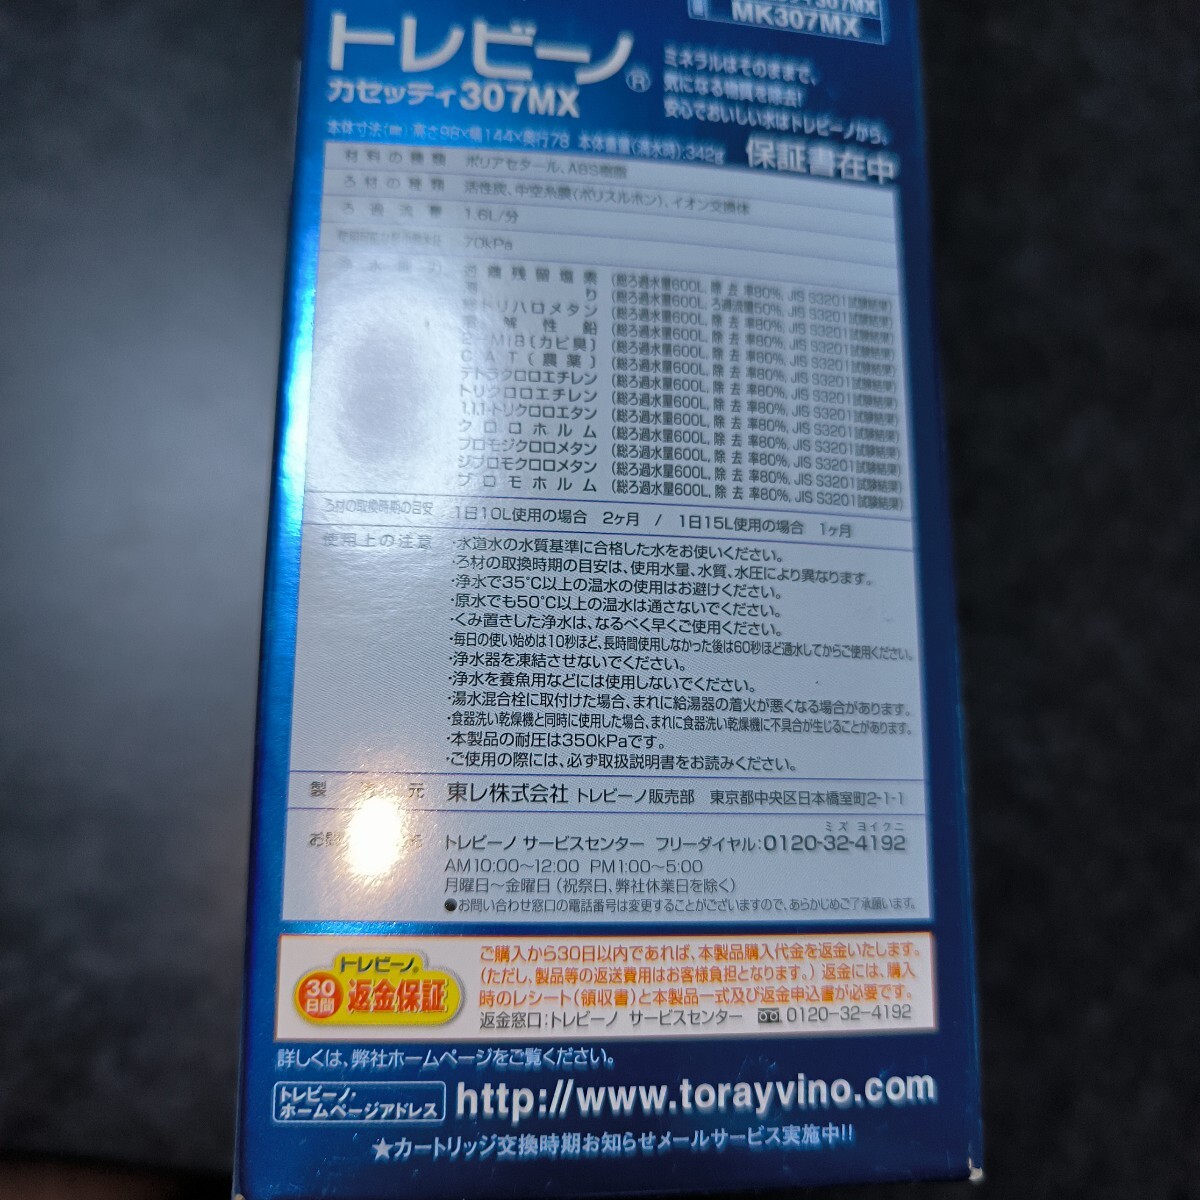 307MX
MK307MX
トレビーノ®
カセッティ307MX
ミネラルはそのままで、
気になる物質を除去!
安心でおいしい水はトレビーノから。
本体寸法(㎜) 高さ98×幅144×奥行78 本体重量(満水時):342g
保証書在中
材料の種類 ポリアセタール、ABS樹脂
ろ材の種類 活性炭、中空糸膜(ポリスルホン)、イオン交換体
ろ過流量 1.6L/分
70kPa
遊離残留塩素 (総ろ過水量600L, 除去率80%, JIS S3201試験結果)
濁り (総ろ過水量600L, ろ過流量50%, JIS S3201試験結果)
総トリハロメタン (総ろ過水量600L, 除去率80%, JIS S3201試験結果)
溶解性鉛 (総ろ過水量600L, 除去率80%, JIS S3201試験結果)
2-MIB(カビ臭) (総ろ過水量600L, 除去率80%, JIS S3201試験結果)
CAT(農薬) (総ろ過水量600L, 除去率80%, JIS S3201試験結果)
テトラクロロエチレン (総ろ過水量600L, 除去率80%, JIS S3201試験結果)
トリクロロエチレン (総ろ過水量600L, 除去率80%, JIS S3201試験結果)
1,1,1-トリクロロエタン (総ろ過水量600L, 除去率80%, JIS S3201試験結果)
クロロホルム (総ろ過水量600L, 除去率80%, JIS S3201試験結果)
ブロモジクロロメタン (総ろ過水量600L, 除去率80%, JIS S3201試験結果)
ジブロモクロロメタン (総ろ過水量600L, 除去率80%, JIS S3201試験結果)
ブロモホルム (総ろ過水量600L, 除去率80%, JIS S3201試験結果)
ろ材の取換時期の目安 1日10L使用の場合 2ヶ月 / 1日15L使用の場合 1ヶ月
使用上の注意 ・水道水の水質基準に合格した水をお使いください。
・ろ材の取換時期の目安は、使用水量、水質、水圧により異なります。
・浄水で35℃以上の温水の使用はお避けください。
・原水でも50℃以上の温水は通さないでください。
・くみ置きした浄水は、なるべく早くご使用ください。
・毎日の使い始めは10秒ほど、長時間使用しなかった後は60秒ほど通水してからご使用ください。
・浄水器を凍結させないでください。
・浄水を養魚用などには使用しないでください。
・湯水混合栓に取付けた場合、まれに給湯器の着火が悪くなる場合があります。
・食器洗い乾燥機と同時に使用した場合、まれに食器洗い乾燥機に不具合が生じることがあります。
・本製品の耐圧は350kPaです。
・ご使用の際には、必ず取扱説明書をお読みください。
製造元 東レ株式会社 トレビーノ販売部 東京都中央区日本橋室町2-1-1
ミズ ヨイクニ
トレビーノ サービスセンター フリーダイヤル:0120-32-4192
AM10:00〜12:00 PM1:00〜5:00
月曜日〜金曜日(祝祭日、弊社休業日を除く)
●お問い合わせ窓口の電話番号は変更することがございますので、あらかじめご了承願います。
トレビーノ®
30日間
返金保証
ご購入から30日以内であれば、本製品購入代金を返金いたします。
(ただし、製品等の返送費用はお客様負担となります。)返金には、購入
時のレシート(領収書)と本製品一式及び返金申込書が必要です。
返金窓口:トレビーノ サービスセンター 0120-32-4192
詳しくは、弊社ホームページをご覧ください。
トレビーノ・
ホームページアドレス
http://www.torayvino.com
★カートリッジ交換時期お知らせメールサービス実施中!!